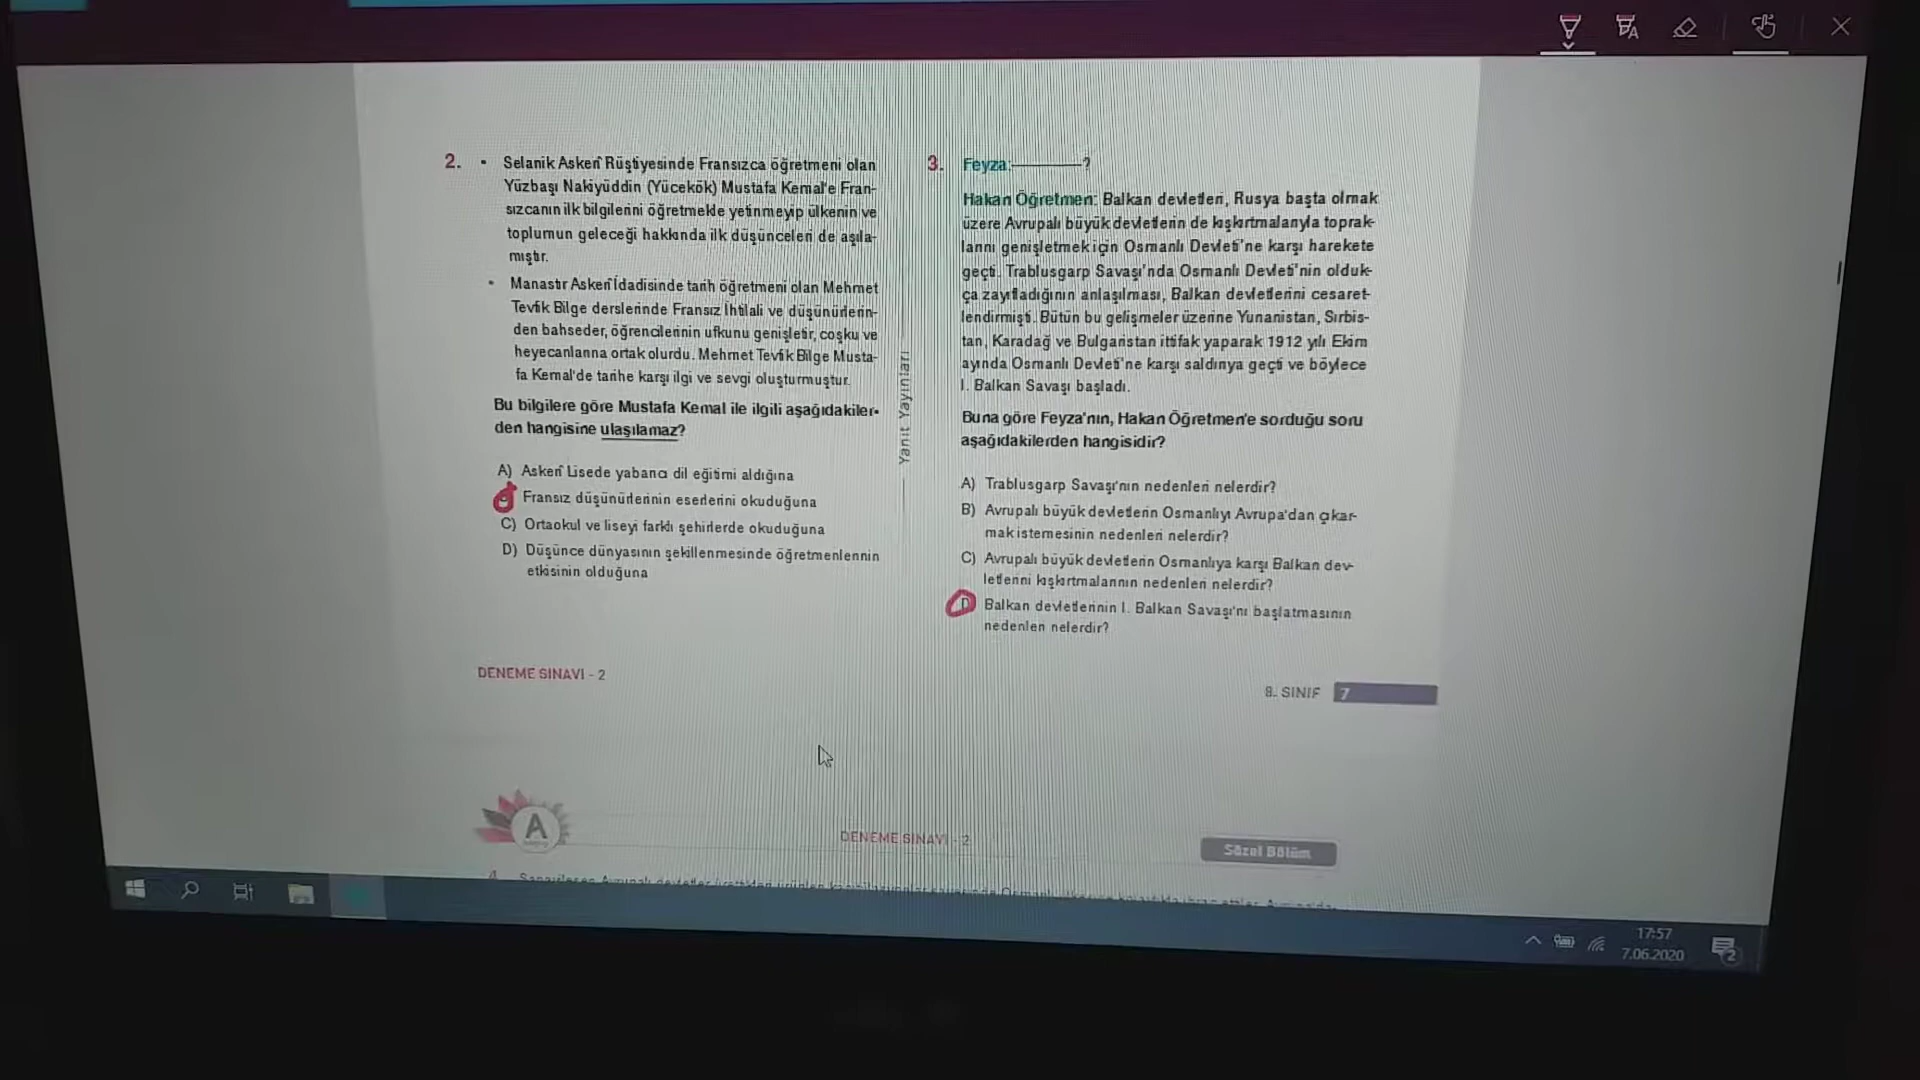 2. • Selanik Askerî Rüştiyesinde Fransızca öğretmeni olan
Yüzbaşı Nakiyüddin (Yücekök) Mustafa Kemal'e Fran-
sızcanın ilk bilgilerini öğretmekle yetinmeyip ülkenin ve
toplumun geleceği hakkında ilk düşünceleri de aşıla-
mıştır.
• Manastır Askerî İdadisinde tarih öğretmeni olan Mehmet
Tevfik Bilge derslerinde Fransız İhtilali ve düşünürlerin-
den bahseder, öğrencilerinin ufkunu genişletir, coşku ve
heyecanlarına ortak olurdu. Mehmet Tevfik Bilge Musta-
fa Kemal'de tarihe karşı ilgi ve sevgi oluşturmuştur.
Bu bilgilere göre Mustafa Kemal ile ilgili aşağıdakiler-
den hangisine ulaşılamaz?
A) Askerî Lisede yabancı dil eğitimi aldığına
Fransız düşünürlerinin eserlerini okuduğuna
C) Ortaokul ve liseyi farklı şehirlerde okuduğuna
D) Düşünce dünyasının şekillenmesinde öğretmenlerinin
etkisinin olduğuna
DENEME SINAVI - 2
Yanıt Yayınları
3. Feyza: ?
Hakan Öğretmen: Balkan devletleri, Rusya başta olmak
üzere Avrupalı büyük devletlerin de kışkırtmalarıyla toprak-
larını genişletmek için Osmanlı Devleti'ne karşı harekete
geçti. Trablusgarp Savaşı'nda Osmanlı Devleti'nin olduk-
ça zayıfladığının anlaşılması, Balkan devletlerini cesaret-
lendirmişti. Bütün bu gelişmeler üzerine Yunanistan, Sırbis-
tan, Karadağ ve Bulgaristan ittifak yaparak 1912 yılı Ekim
ayında Osmanlı Devleti'ne karşı saldırıya geçti ve böylece
I. Balkan Savaşı başladı.
Buna göre Feyza'nın, Hakan Öğretmen'e sorduğu soru
aşağıdakilerden hangisidir?
A) Trablusgarp Savaşı'nın nedenleri nelerdir?
B) Avrupalı büyük devletlerin Osmanlıyı Avrupa'dan çıkar-
mak istemesinin nedenleri nelerdir?
C) Avrupalı büyük devletlerin Osmanlıya karşı Balkan dev-
letlerini kışkırtmalarının nedenleri nelerdir?
D Balkan devletlerinin I. Balkan Savaşı'nı başlatmasının
nedenleri nelerdir?
8. SINIF 7
A
DENEME SINAVI - 2
Sözel Bölüm
17:57
7.06.2020
2